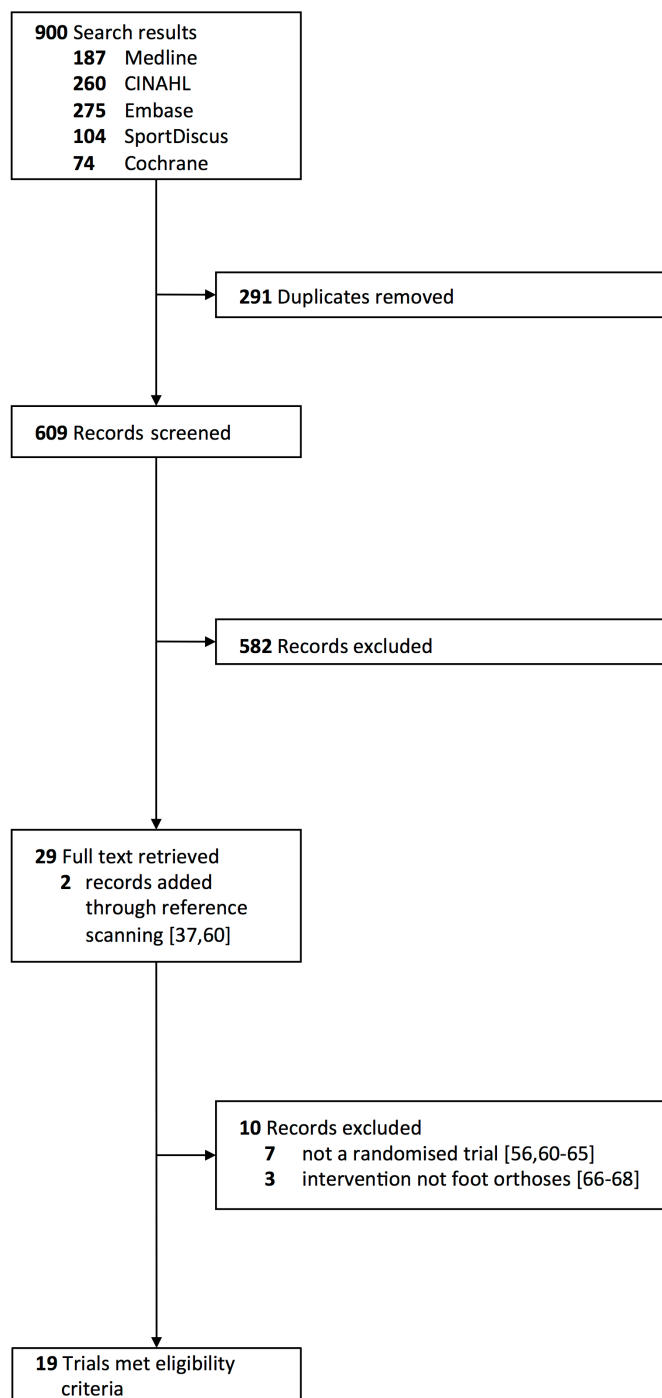 900 Search results
187 Medline
260 CINAHL
275 Embase
104 SportDiscus
74 Cochrane
291 Duplicates removed
609 Records screened
582 Records excluded
29 Full text retrieved
2 records added
through reference
scanning [37,60]
10 Records excluded
7 not a randomised trial [56,60-65]
3 intervention not foot orthoses [66-68]
19 Trials met eligibility
criteria